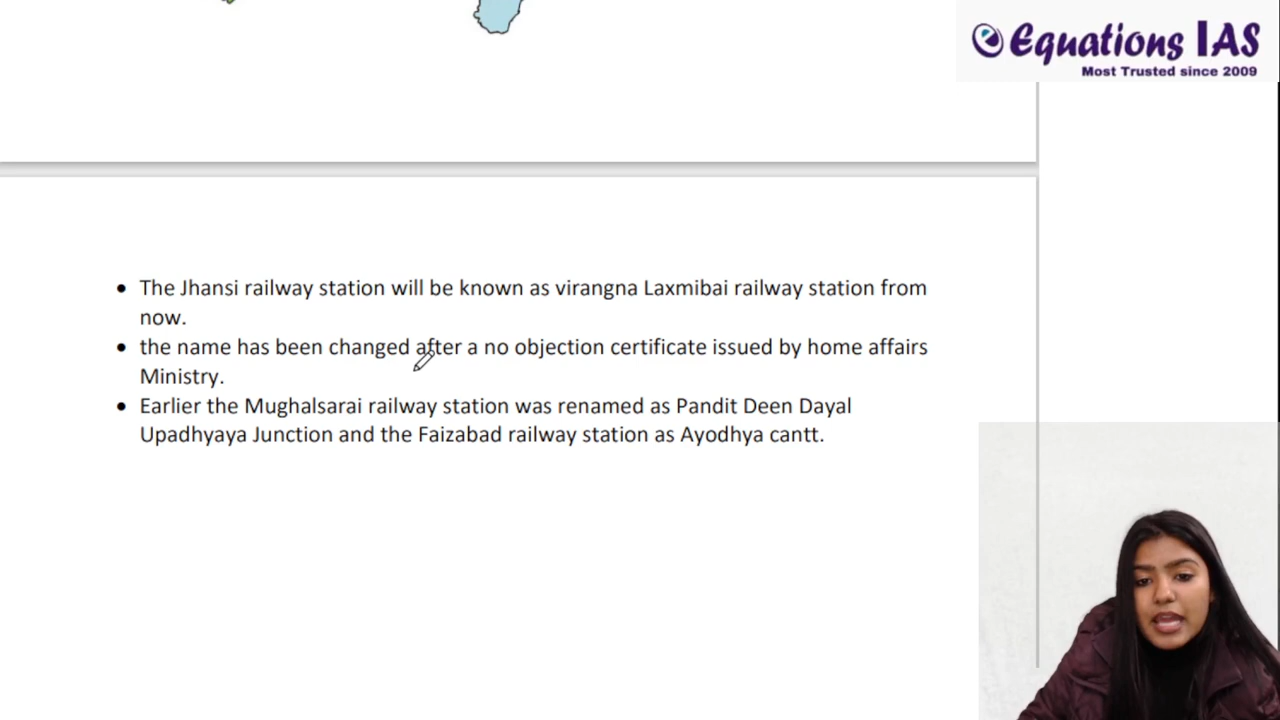 Equations IAS
Most Trusted since 2009
• The Jhansi railway station will be known as virangna Laxmibai railway station from
now.
• the name has been changed after a no objection certificate issued by home affairs
Ministry.
• Earlier the Mughalsarai railway station was renamed as Pandit Deen Dayal
Upadhyaya Junction and the Faizabad railway station as Ayodhya cantt.